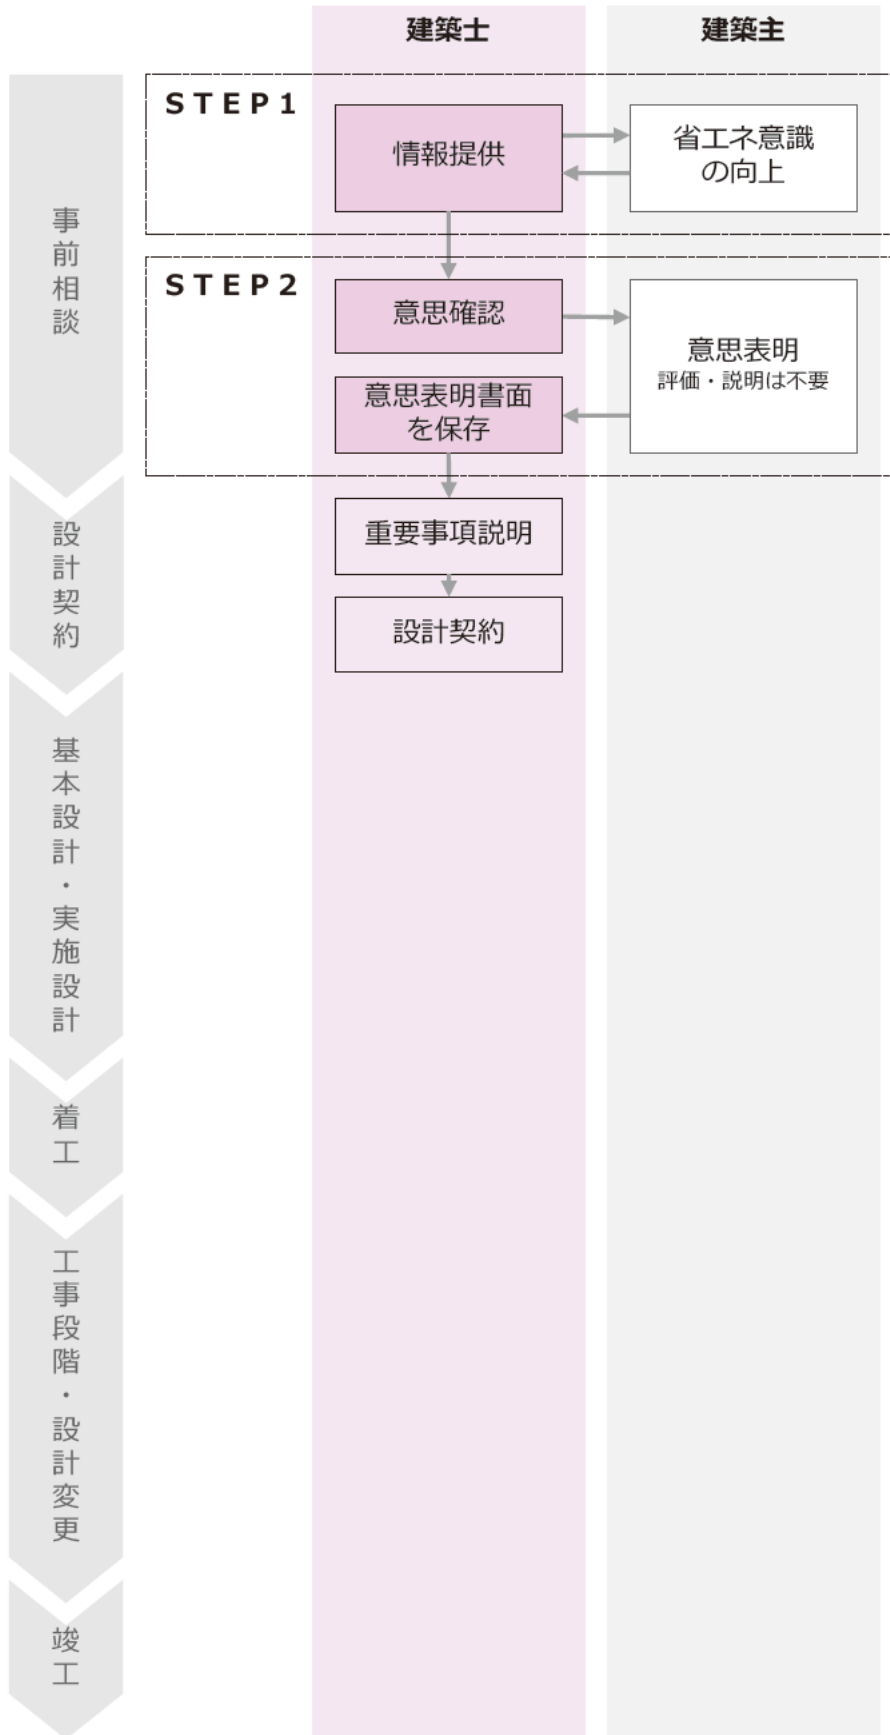 建築士
建築主
STEP1
情報提供
省エネ意識
の向上
STEP2
意思確認
意思表明
評価・説明は不要
意思表明書面
を保存
重要事項説明
設計契約
事前相談
設計契約
基本設計・実施設計
着工
工事段階・設計変更
竣工